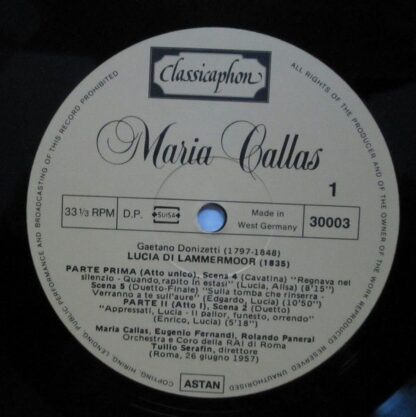 Classicaphon
Maria Callas
1
33 1/3 RPM
D.P.
SUISA
Made in
West Germany
30003
Gaetano Donizetti (1797-1848)
LUCIA DI LAMMERMOOR (1835)
PARTE PRIMA (Atto unico), Scena 4 (Cavatina) "Regnava nel
silenzio - Quando, rapito in estasi" (Lucia, Alisa) (8'15")
Scena 5 (Duetto-Finale) "Sulla tomba che rinserra -
Verranno a te sull'aure" (Edgardo, Lucia) (10'50")
PARTE II (Atto I), Scena 2 (Duetto)
"Appressati, Lucia - Il pallor, funesto, orrendo"
(Enrico, Lucia) (5'18")
Maria Callas, Eugenio Fernandi, Rolando Panerai
Orchestra e Coro della RAI di Roma
Tullio Serafin, direttore
(Roma, 26 giugno 1957)
ASTAN
ALL RIGHTS OF THE PRODUCER AND OF THE OWNER OF THE WORK REPRODUCED RESERVED UNAUTHORISED COPYING, HIRING, LENDING, PUBLIC PERFORMANCE AND BROADCASTING OF THIS RECORD PROHIBITED